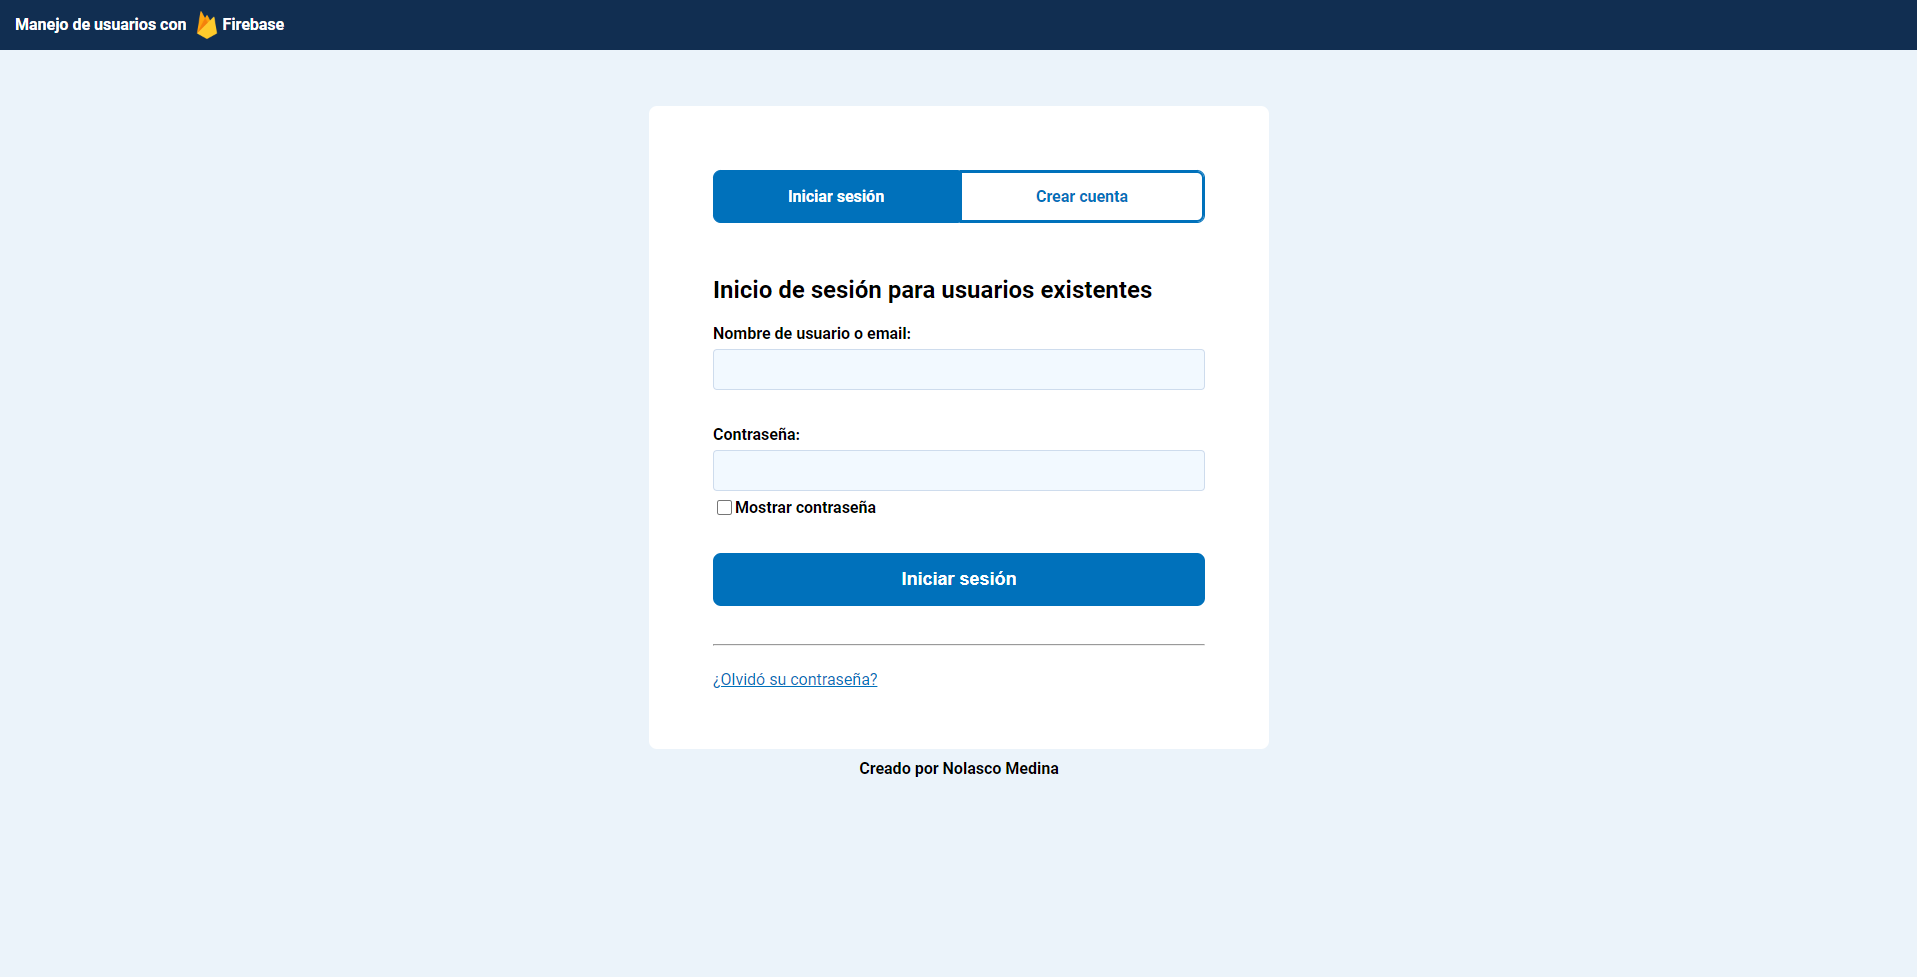 Manejo de usuarios con Firebase
Iniciar sesión
Crear cuenta
Inicio de sesión para usuarios existentes
Nombre de usuario o email:
Contraseña:
Mostrar contraseña
Iniciar sesión
¿Olvidó su contraseña?
Creado por Nolasco Medina